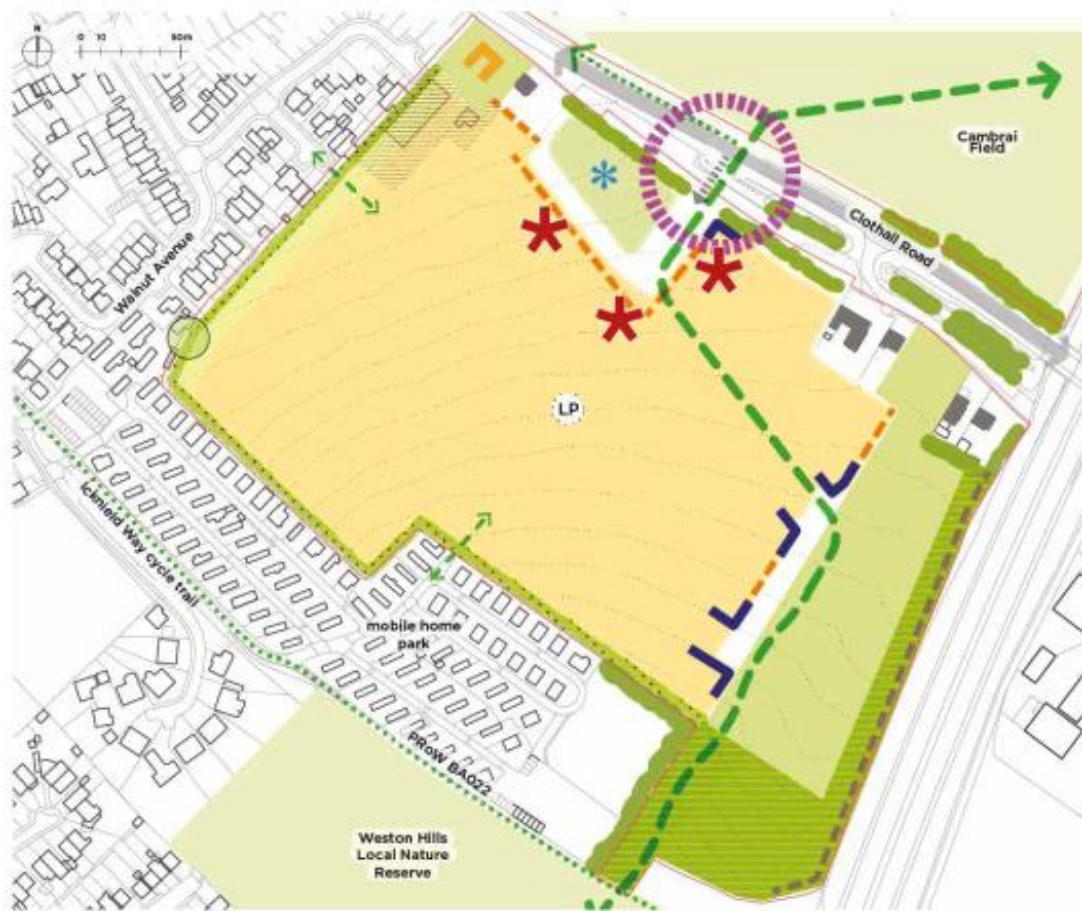 N
0 10 50m
Cambrai
Field
Clothall Road
Walnut Avenue
LP
Icknield Way cycle trail
mobile home
park
PRoW BA022
Weston Hills
Local Nature
Reserve